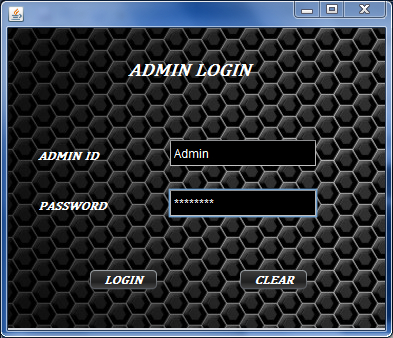 ADMIN LOGIN
ADMIN ID Admin
PASSWORD ********
LOGIN CLEAR